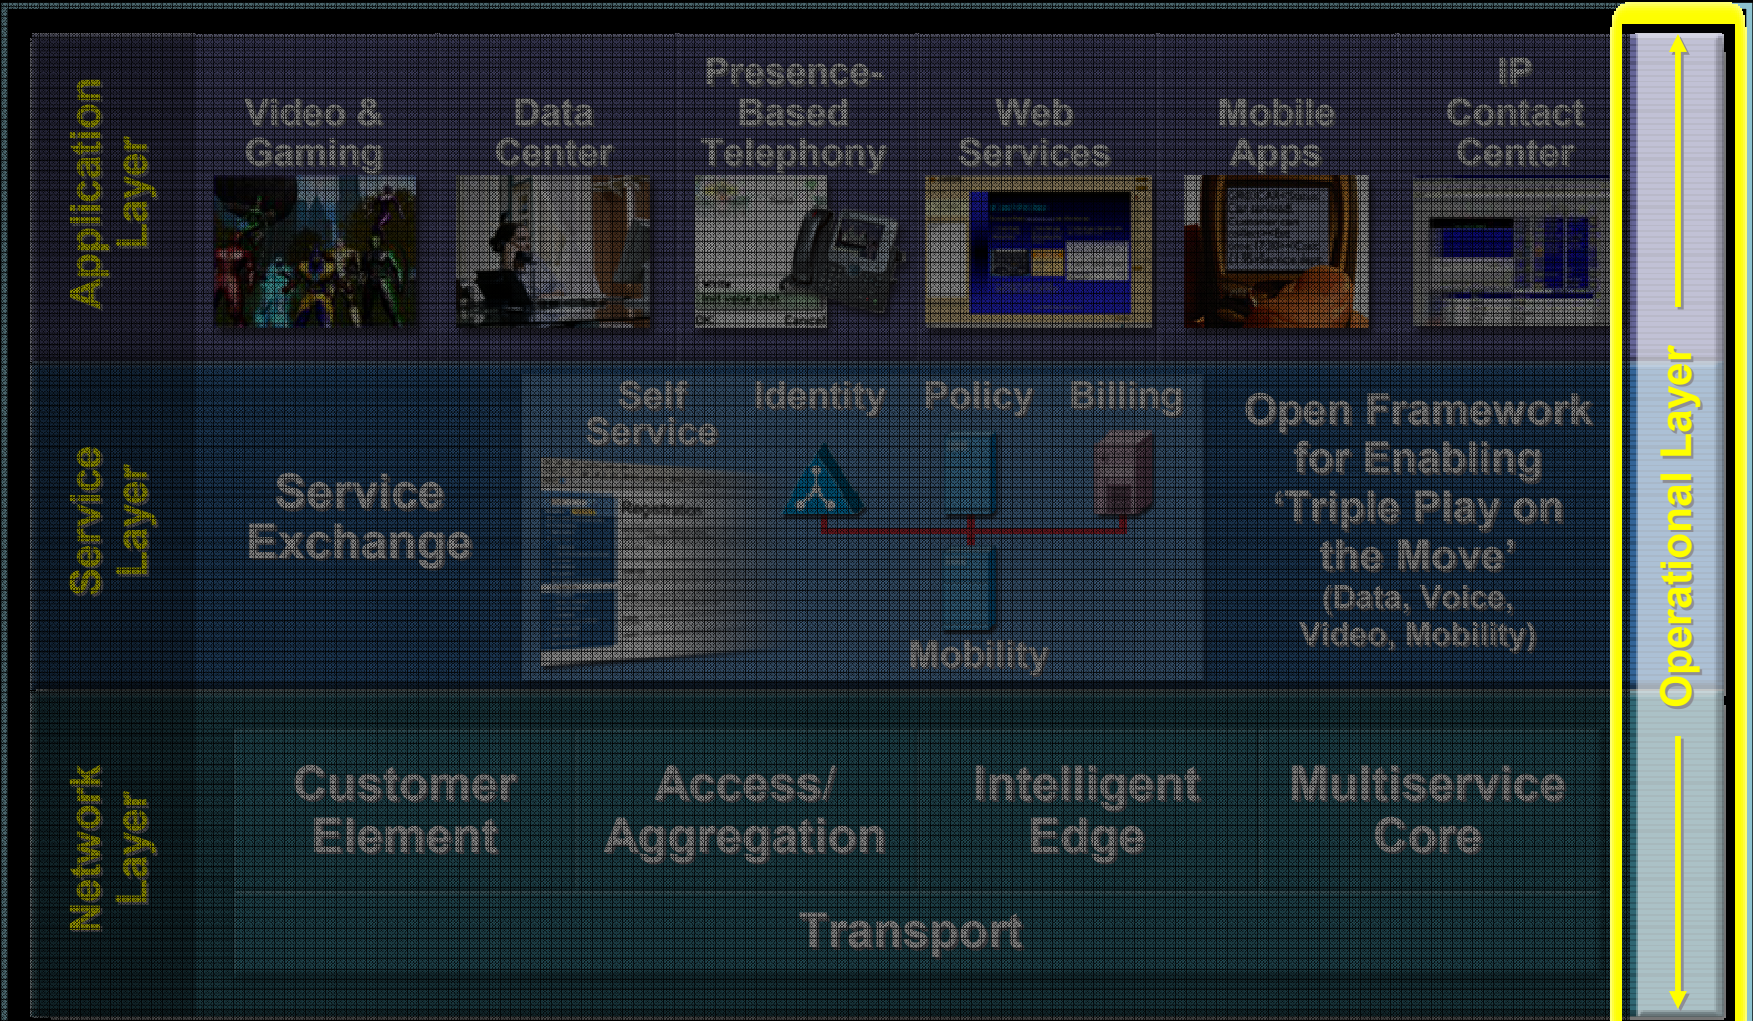 Application
Layer
Video &
Gaming
Data
Center
Presence-
Based
Telephony
Web
Services
Mobile
Apps
IP
Contact
Center
Service
Layer
Service
Exchange
Self
Service
Identity
Policy
Billing
Registration
Mobility
Open Framework
for Enabling
‘Triple Play on
the Move’
(Data, Voice,
Video, Mobility)
Network
Layer
Customer
Element
Access/
Aggregation
Intelligent
Edge
Multiservice
Core
Transport
Operational Layer